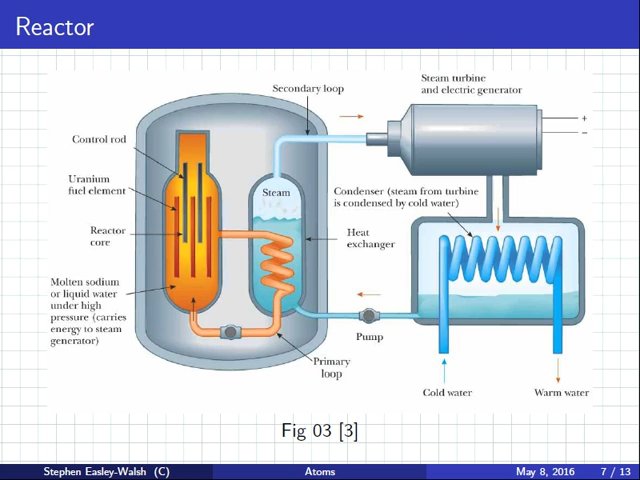 Reactor
Secondary loop
Steam turbine
and electric generator
+
−
Control rod
Uranium
fuel element
Steam
Condenser (steam from turbine
is condensed by cold water)
Reactor
core
Heat
exchanger
Molten sodium
or liquid water
under high
pressure (carries
energy to steam
generator)
Pump
Primary
loop
Cold water
Warm water
Fig 03 [3]
Stephen Easley-Walsh (C)
Atoms
May 8, 2016
7 / 13